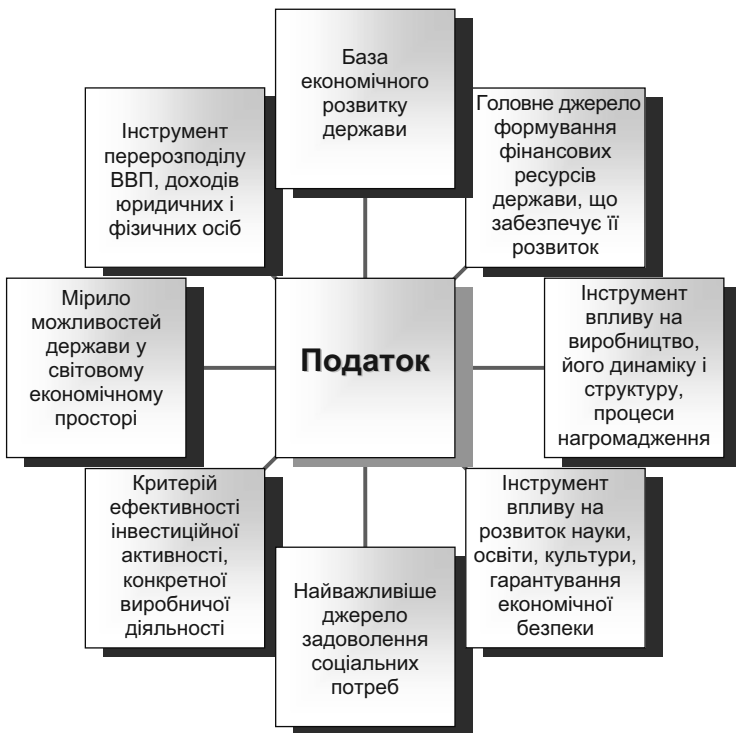 База
економічного
розвитку
держави
Інструмент
перерозподілу
ВВП, доходів
юридичних і
фізичних осіб
Головне джерело
формування
фінансових
ресурсів
держави, що
забезпечує її
розвиток
Мірило
можливостей
держави у
світовому
економічному
просторі
Податок
Інструмент
впливу на
виробництво,
його динаміку і
структуру,
процеси
нагромадження
Критерій
ефективності
інвестиційної
активності,
конкретної
виробничої
діяльності
Найважливіше
джерело
задоволення
соціальних
потреб
Інструмент
впливу на
розвиток науки,
освіти, культури,
гарантування
економічної
безпеки